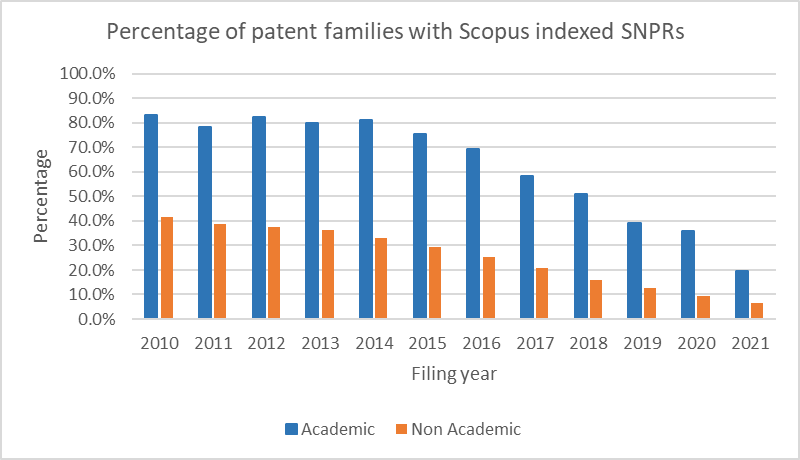 Percentage of patent families with Scopus indexed SNPRs
100.0%
90.0%
80.0%
70.0%
60.0%
50.0%
40.0%
30.0%
20.0%
10.0%
0.0%
Percentage
2010 2011 2012 2013 2014 2015 2016 2017 2018 2019 2020 2021
Filing year
Academic Non Academic